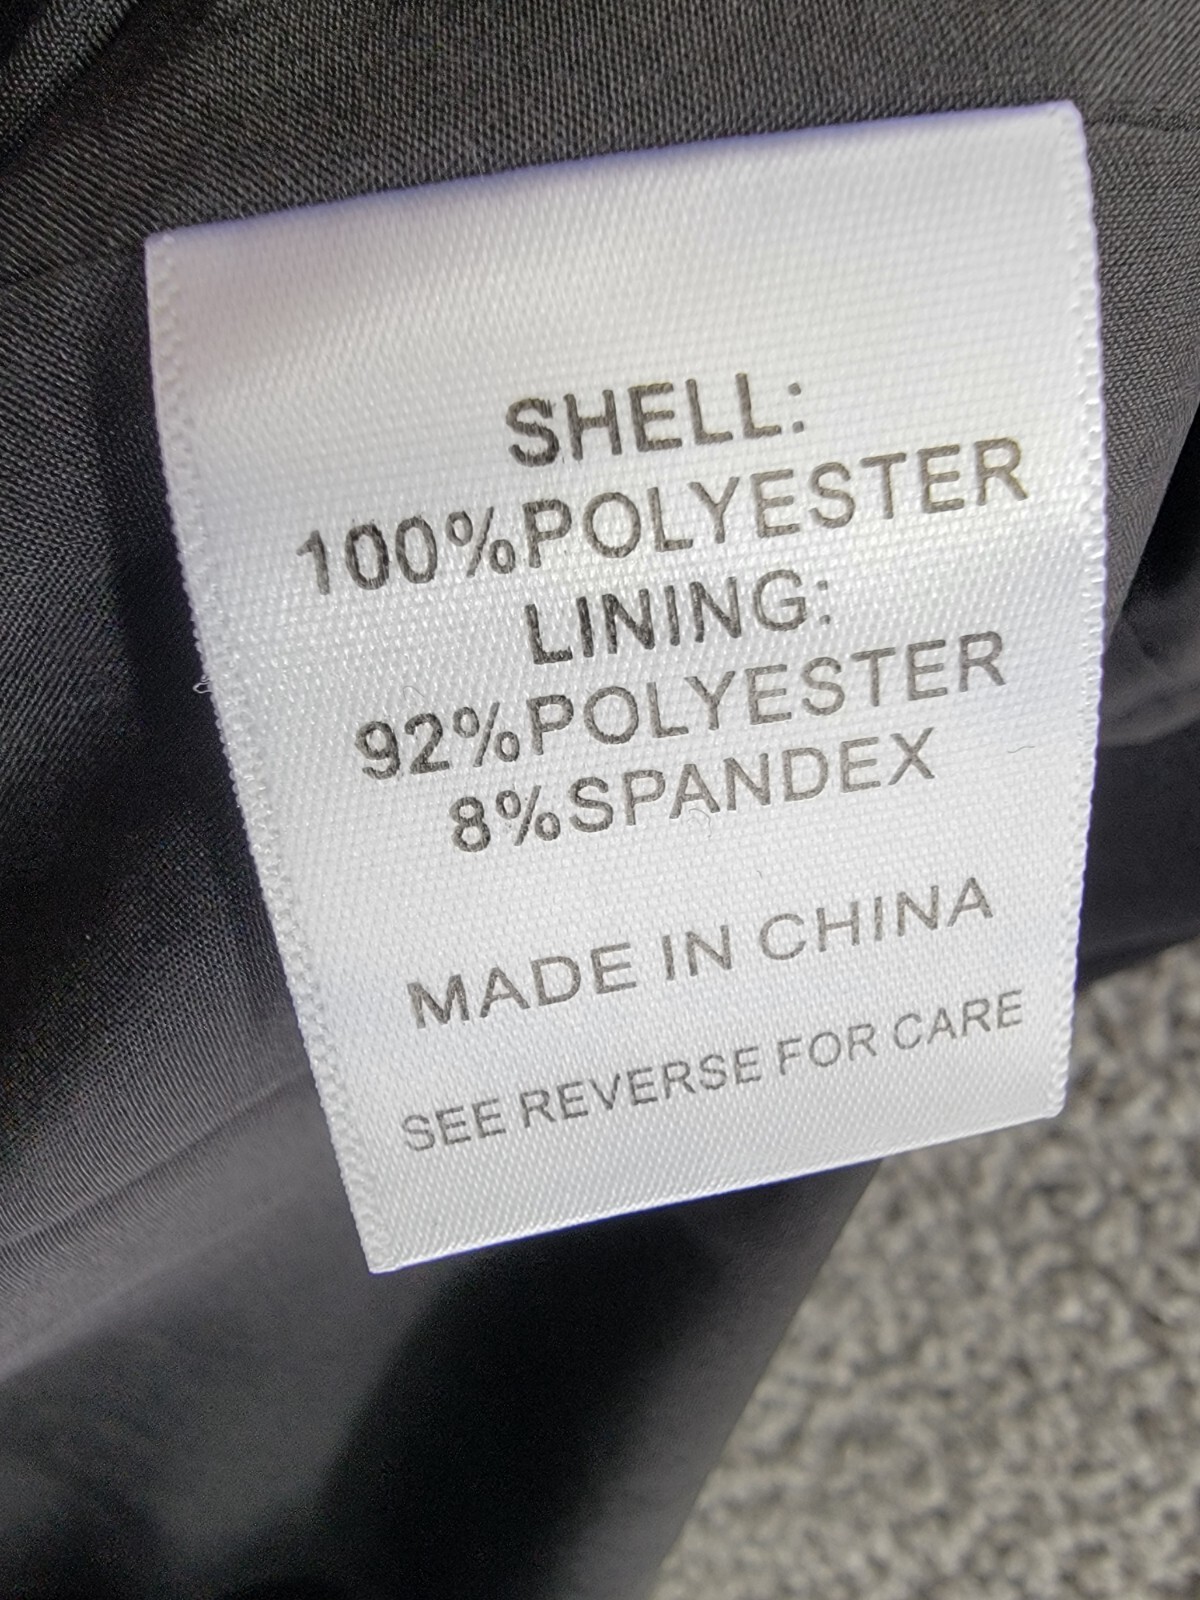 SHELL:
100%POLYESTER
LINING:
92%POLYESTER
8%SPANDEX
MADE IN CHINA
SEE REVERSE FOR CARE